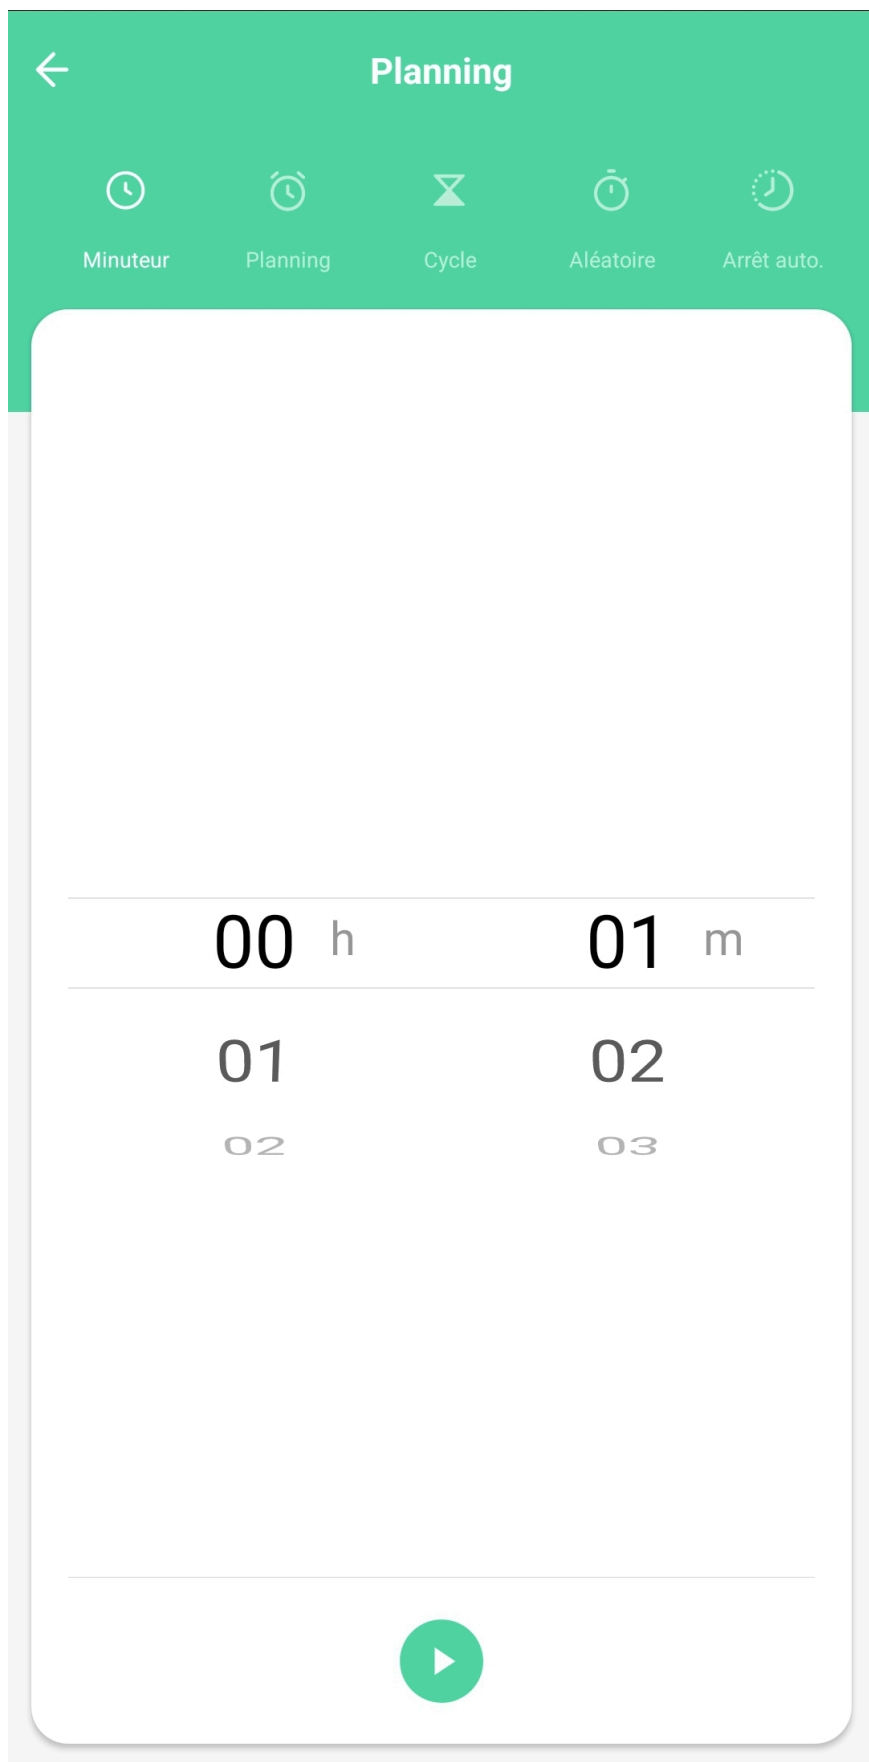 Planning
Minuteur Planning Cycle Aléatoire Arrêt auto.
00 h 01 m
01 02
02 03